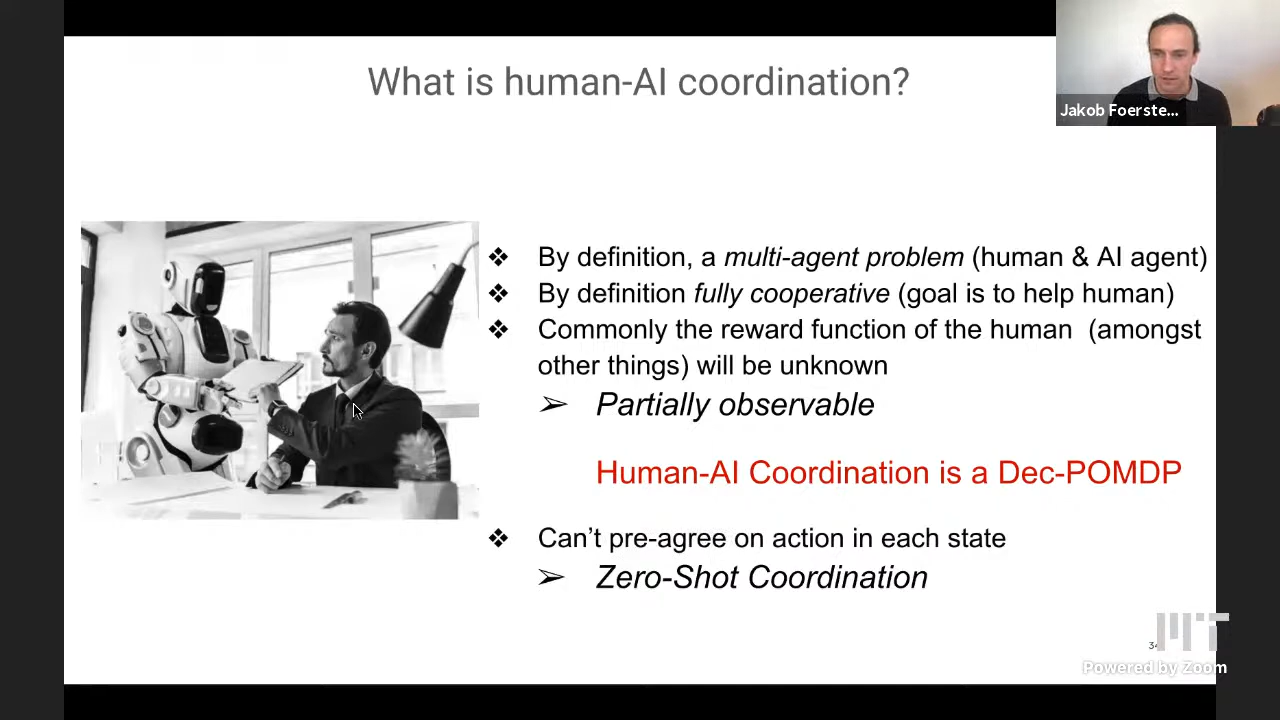 What is human-AI coordination?
Jakob Foerste...
❖ By definition, a multi-agent problem (human & AI agent)
❖ By definition fully cooperative (goal is to help human)
❖ Commonly the reward function of the human (amongst
other things) will be unknown
➢ Partially observable
Human-AI Coordination is a Dec-POMDP
❖ Can't pre-agree on action in each state
➢ Zero-Shot Coordination
MIT
Powered by Zoom